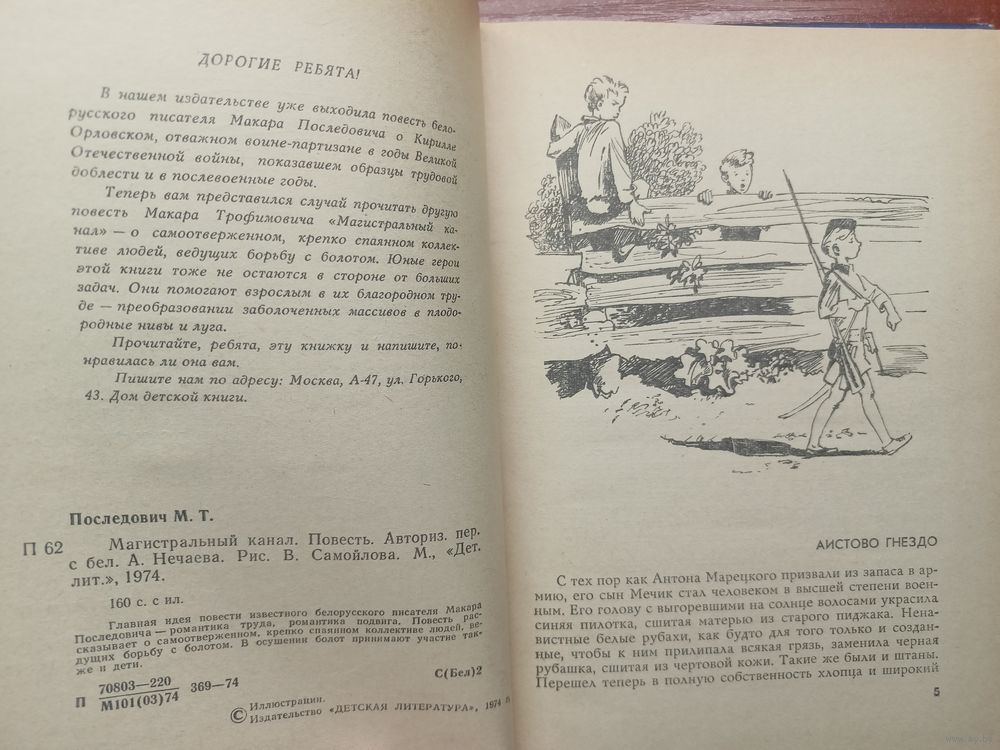 ДОРОГИЕ РЕБЯТА!
В нашем издательстве уже выходила повесть бело-
русского писателя Макара Последовича о Кирилле
Орловском, отважном воине-партизане в годы Великой
Отечественной войны, показавшем образцы трудовой
доблести и в послевоенные годы.
Теперь вам представился случай прочитать другую
повесть Макара Трофимовича «Магистральный ка-
нал» — о самоотверженном, крепко спаянном коллек-
тиве людей, ведущих борьбу с болотом. Юные герои
этой книги тоже не остаются в стороне от больших
задач. Они помогают взрослым в их благородном тру-
де — преобразовании заболоченных массивов в плодо-
родные нивы и луга.
Прочитайте, ребята, эту книжку и напишите, по-
нравилась ли она вам.
Пишите нам по адресу: Москва, А-47, ул. Горького,
43. Дом детской книги.
Последович М. Т.
П 62 Магистральный канал. Повесть. Авториз. пер.
с бел. А. Нечаева. Рис. В. Самойлова. М., «Дет.
лит.», 1974.
160 с. с ил.
Главная идея повести известного белорусского писателя Макара
Последовича — романтика труда, романтика подвига. Повесть рас-
сказывает о самоотверженном, крепко спаянном коллективе людей, ве-
дущих борьбу с болотом. В осушении болот принимают участие так-
же и дети.
П 70803—220
М101(03)74 369—74
С(Бел)2
© Иллюстрации.
Издательство «ДЕТСКАЯ ЛИТЕРАТУРА», 1974
АИСТОВО ГНЕЗДО
С тех пор как Антона Марецкого призвали из запаса в ар-
мию, его сын Мечик стал человеком в высшей степени воен-
ным. Его голову с выгоревшими на солнце волосами украсила
синяя пилотка, сшитая матерью из старого пиджака. Нена-
вистные белые рубахи, как будто для того только и создан-
ные, чтобы к ним прилипала всякая грязь, заменила черная
рубашка, сшитая из чертовой кожи. Такие же были и штаны.
Перешел теперь в полную собственность хлопца и широкий
5